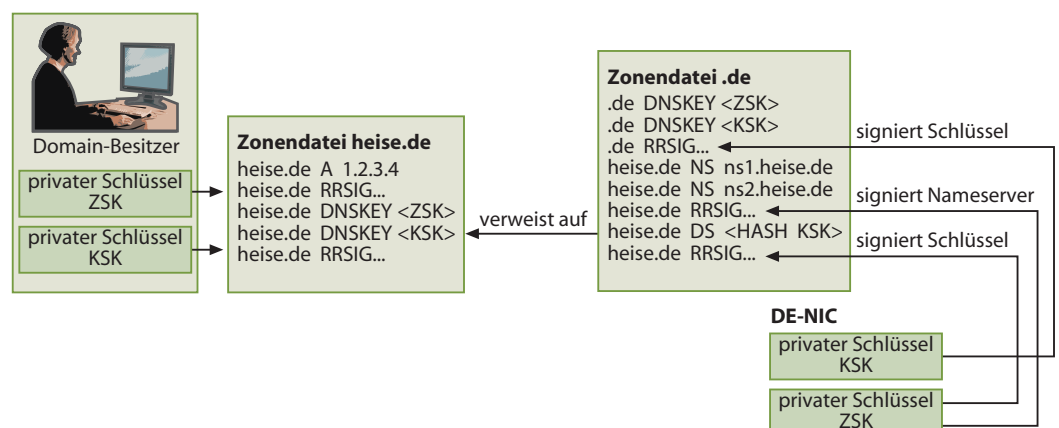 Domain-Besitzer
privater Schlüssel
ZSK
privater Schlüssel
KSK
Zonendatei heise.de
heise.de A 1.2.3.4
heise.de RRSIG...
heise.de DNSKEY <ZSK>
heise.de DNSKEY <KSK>
heise.de RRSIG...
verweist auf
Zonendatei .de
.de DNSKEY <ZSK>
.de DNSKEY <KSK>
.de RRSIG...
heise.de NS ns1.heise.de
heise.de NS ns2.heise.de
heise.de RRSIG...
heise.de DS <HASH KSK>
heise.de RRSIG...
signiert Schlüssel
signiert Nameserver
signiert Schlüssel
DE-NIC
privater Schlüssel
KSK
privater Schlüssel
ZSK